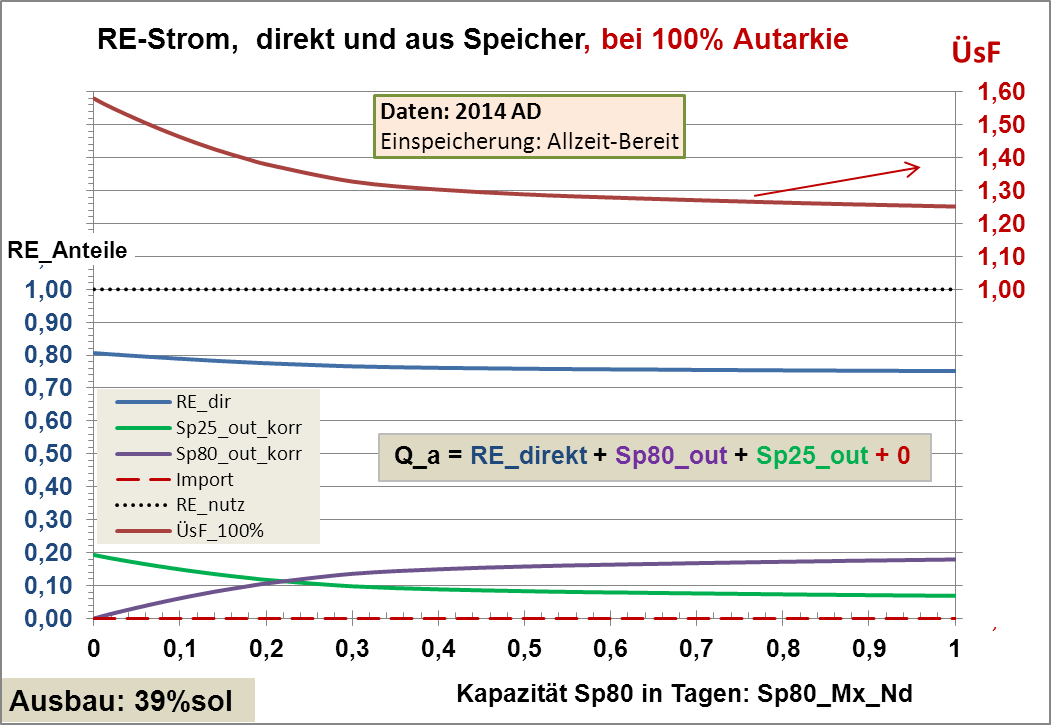 RE-Strom, direkt und aus Speicher, bei 100% Autarkie
ÜsF
Daten: 2014 AD
Einspeicherung: Allzeit-Bereit
1,60
1,50
1,40
1,30
1,20
1,10
1,00
RE_Anteile
1,00
0,90
0,80
0,70
0,60
0,50
0,40
0,30
0,20
0,10
0,00
RE_dir
Sp25_out_korr
Sp80_out_korr
Import
RE_nutz
ÜsF_100%
Q_a = RE_direkt + Sp80_out + Sp25_out + 0
0 0,1 0,2 0,3 0,4 0,5 0,6 0,7 0,8 0,9 1
Ausbau: 39%sol
Kapazität Sp80 in Tagen: Sp80_Mx_Nd